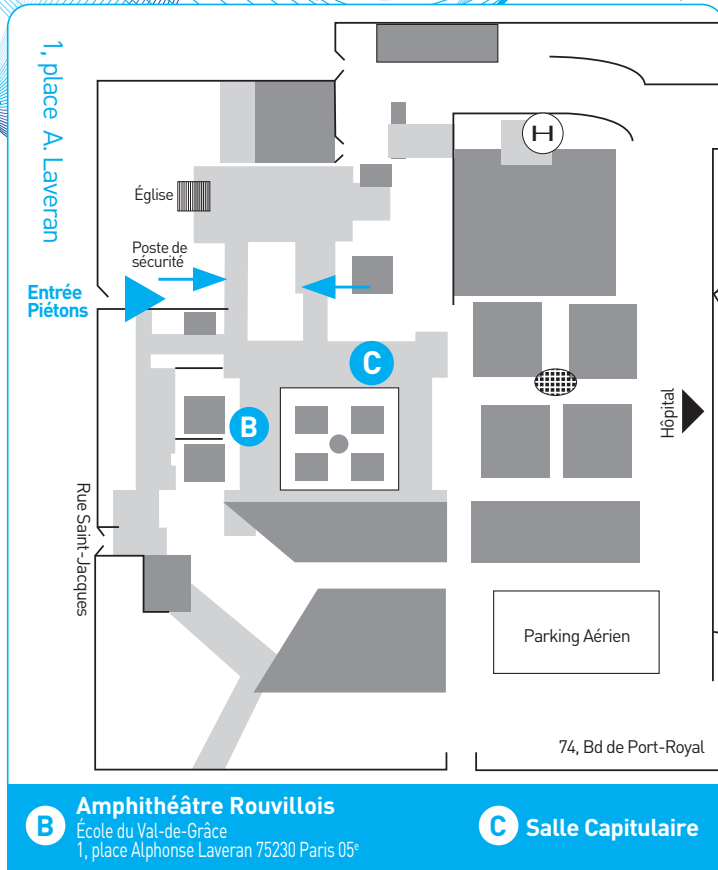 1, place A. Laveran
Église
Poste de
sécurité
Entrée
Piétons
H
C
B
Hôpital
Rue Saint-Jacques
Parking Aérien
74, Bd de Port-Royal
B
Amphithéâtre Rouvillois
École du Val-de-Grâce
1, place Alphonse Laveran 75230 Paris 05e
C
Salle Capitulaire